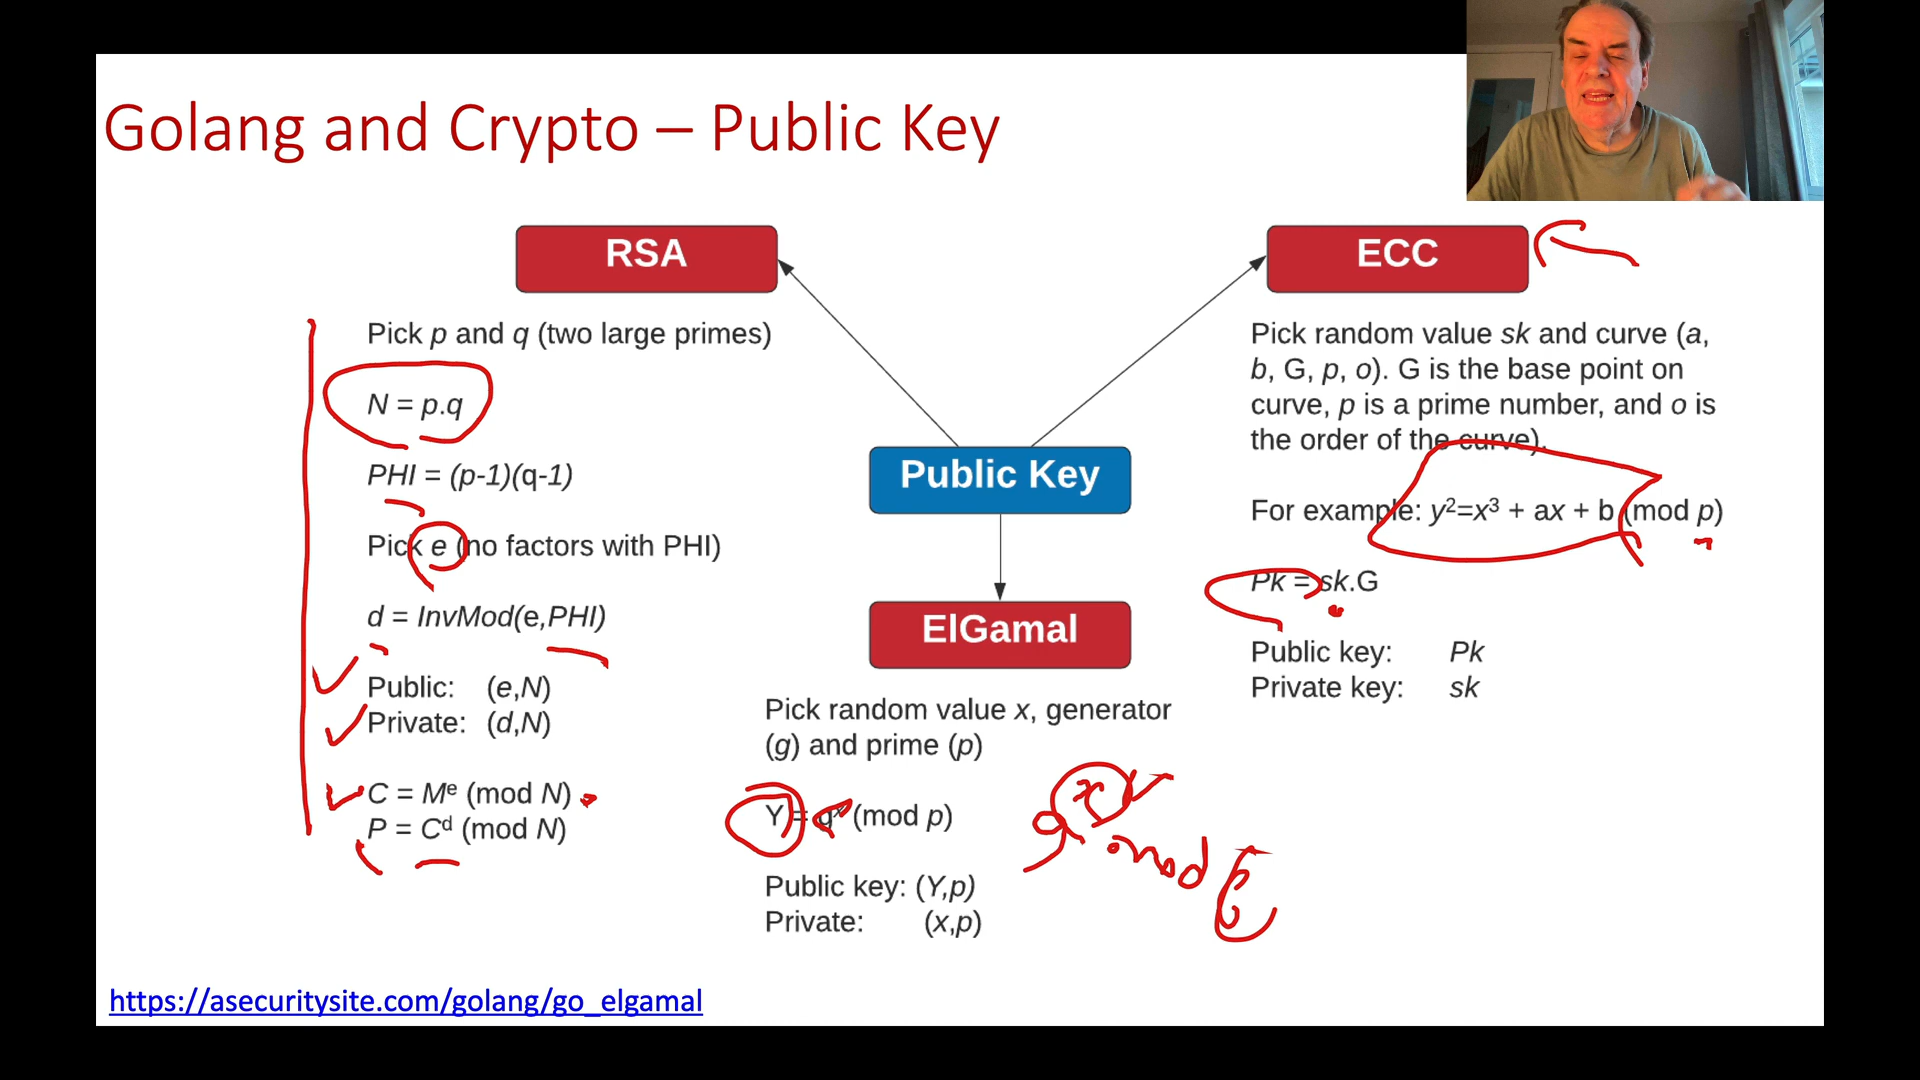 Golang and Crypto – Public Key
RSA
Pick p and q (two large primes)
N = p.q
PHI = (p-1)(q-1)
Pick e (no factors with PHI)
d = InvMod(e,PHI)
Public: (e,N)
Private: (d,N)
C = Mᵉ (mod N)
P = Cᵈ (mod N)
Public Key
ElGamal
Pick random value x, generator
(g) and prime (p)
Y = gˣ (mod p)
Public key: (Y,p)
Private: (x,p)
gˣ
mod p
ECC
Pick random value sk and curve (a,
b, G, p, o). G is the base point on
curve, p is a prime number, and o is
the order of the curve).
For example: y²=x³ + ax + b (mod p)
Pk = sk.G
Public key: Pk
Private key: sk
https://asecuritysite.com/golang/go_elgamal